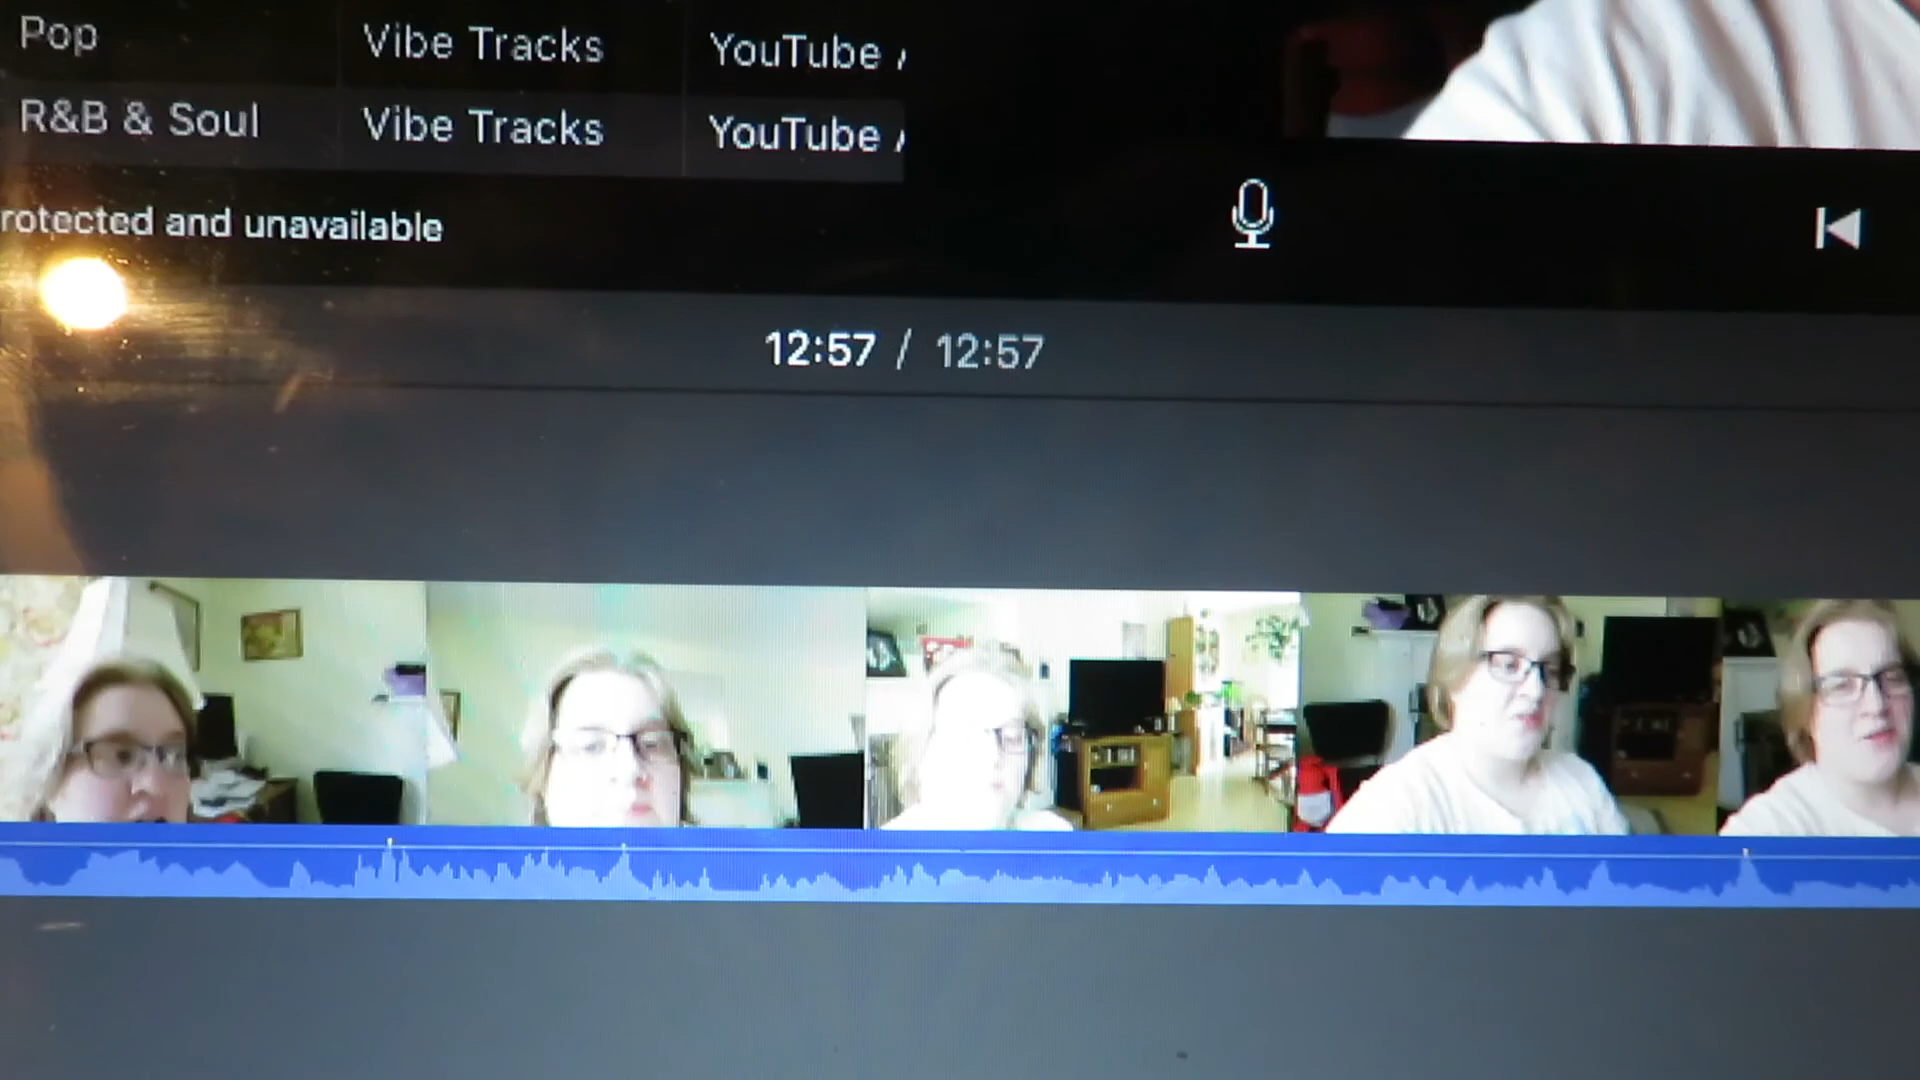 Pop Vibe Tracks YouTube
R&B & Soul Vibe Tracks YouTube
rotected and unavailable
12:57 / 12:57